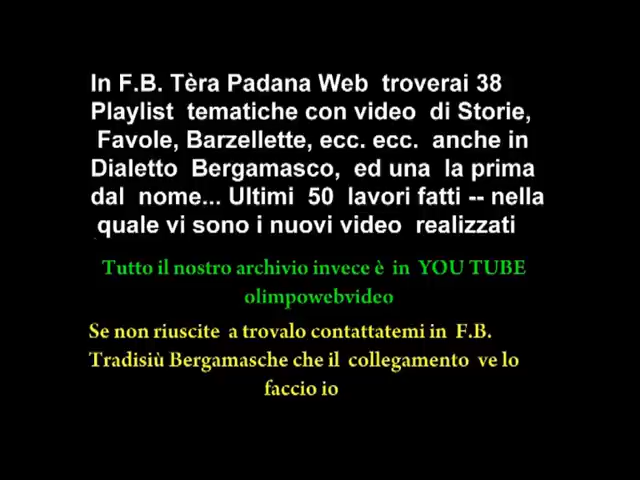 In F.B. Tèra Padana Web troverai 38
Playlist tematiche con video di Storie,
Favole, Barzellette, ecc. ecc. anche in
Dialetto Bergamasco, ed una la prima
dal nome... Ultimi 50 lavori fatti -- nella
quale vi sono i nuovi video realizzati
Tutto il nostro archivio invece è in YOU TUBE
olimpowebvideo
Se non riuscite a trovalo contattatemi in F.B.
Tradisiù Bergamasche che il collegamento ve lo
faccio io